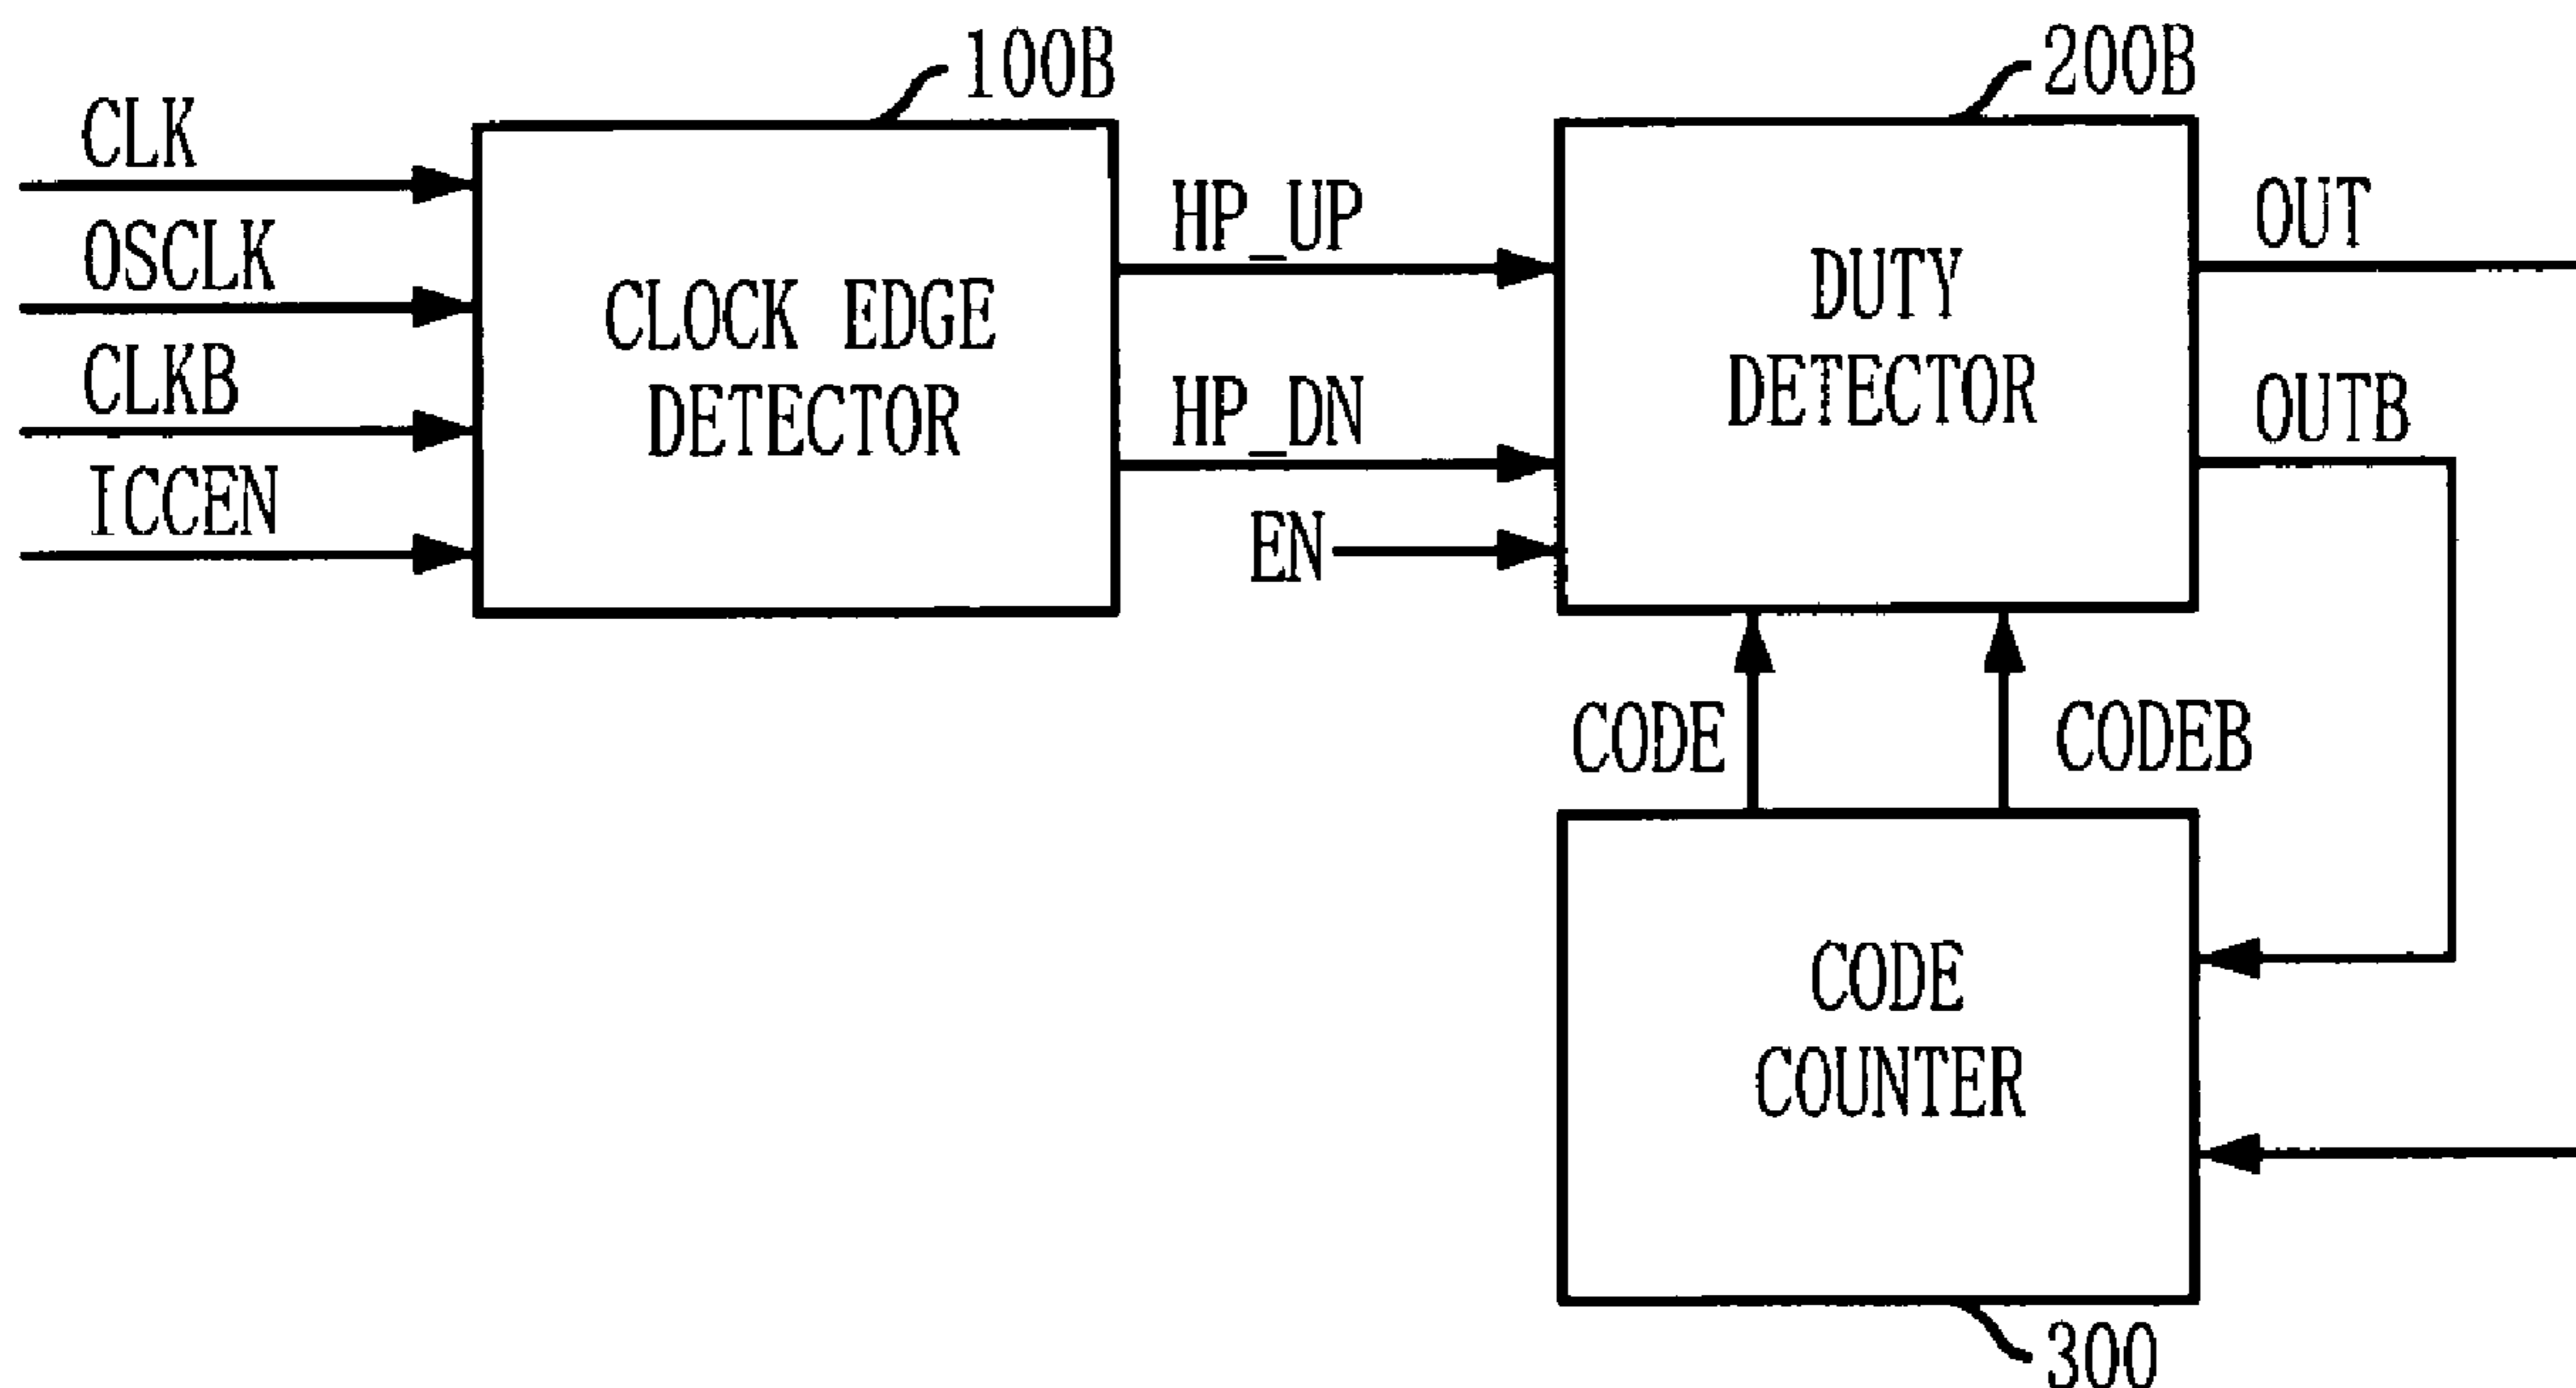 100B
200B
CLK
OSCLK
CLKB
ICCEN
CLOCK EDGE
DETECTOR
HP_UP
HP_DN
EN
DUTY
DETECTOR
OUT
OUTB
CODE
CODEB
CODE
COUNTER
300